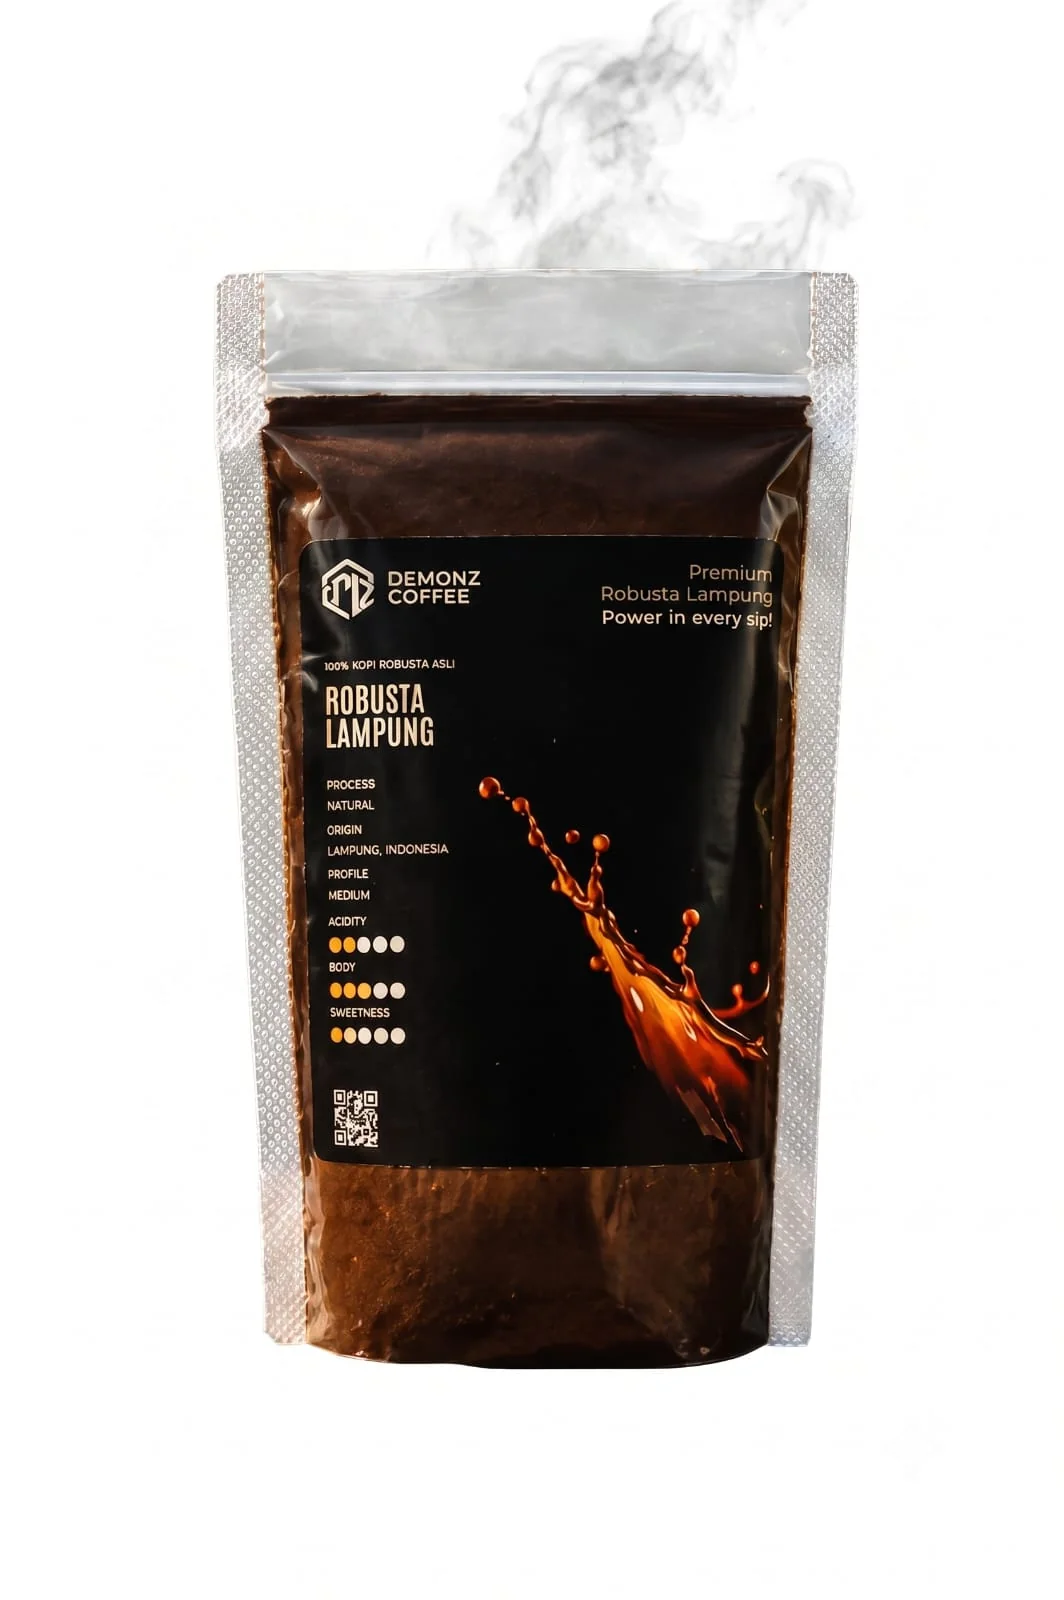 DEMONZ
COFFEE
Premium
Robusta Lampung
Power in every sip!
100% KOPI ROBUSTA ASLI
ROBUSTA
LAMPUNG
PROCESS
NATURAL
ORIGIN
LAMPUNG, INDONESIA
PROFILE
MEDIUM
ACIDITY
BODY
SWEETNESS